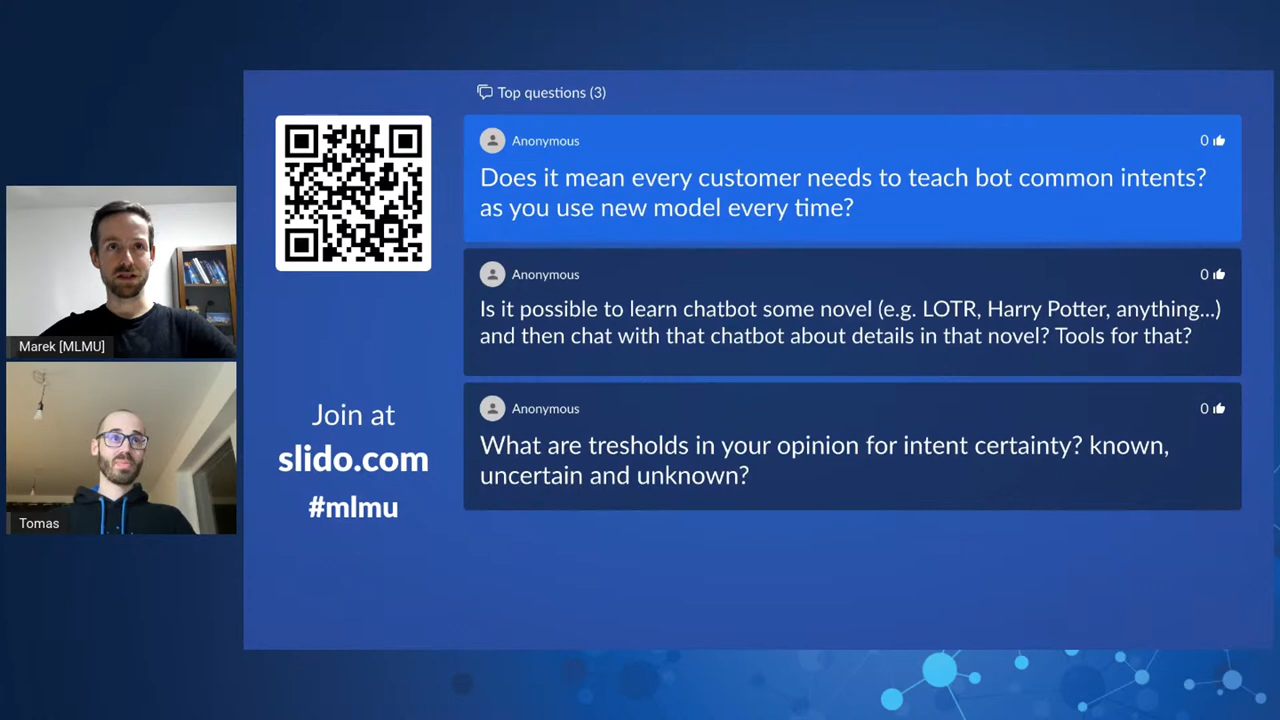 Top questions (3)
Anonymous
0
Does it mean every customer needs to teach bot common intents?
as you use new model every time?
Anonymous
0
Is it possible to learn chatbot some novel (e.g. LOTR, Harry Potter, anything...)
and then chat with that chatbot about details in that novel? Tools for that?
Anonymous
0
What are tresholds in your opinion for intent certainty? known,
uncertain and unknown?
Join at
slido.com
#mlmu
Marek [MLMU]
Tomas